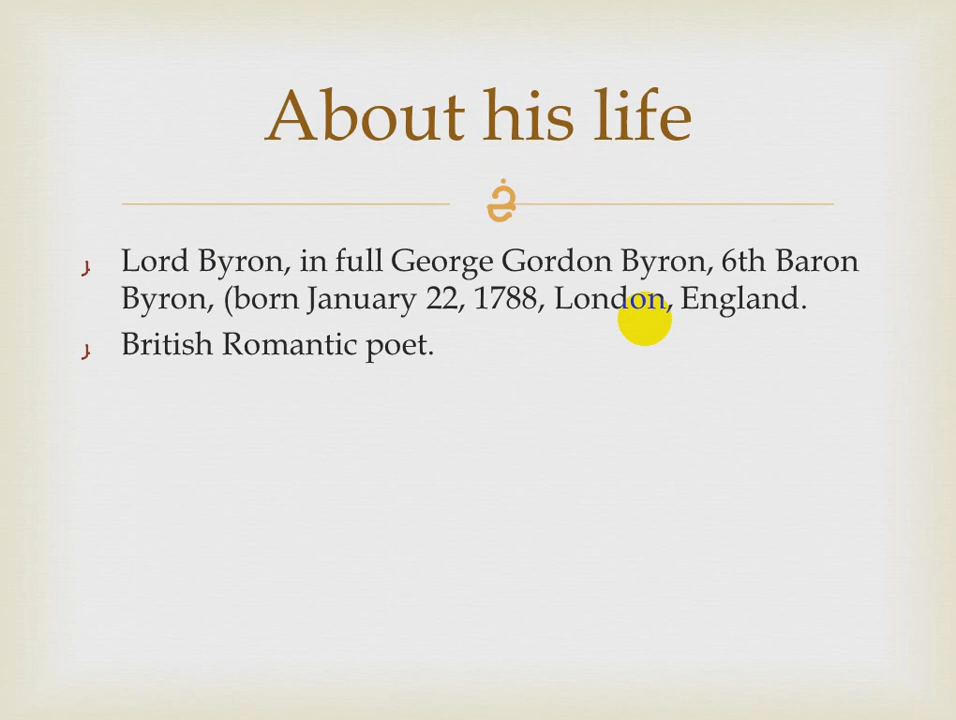 About his life
Lord Byron, in full George Gordon Byron, 6th Baron
Byron, (born January 22, 1788, London, England.
British Romantic poet.